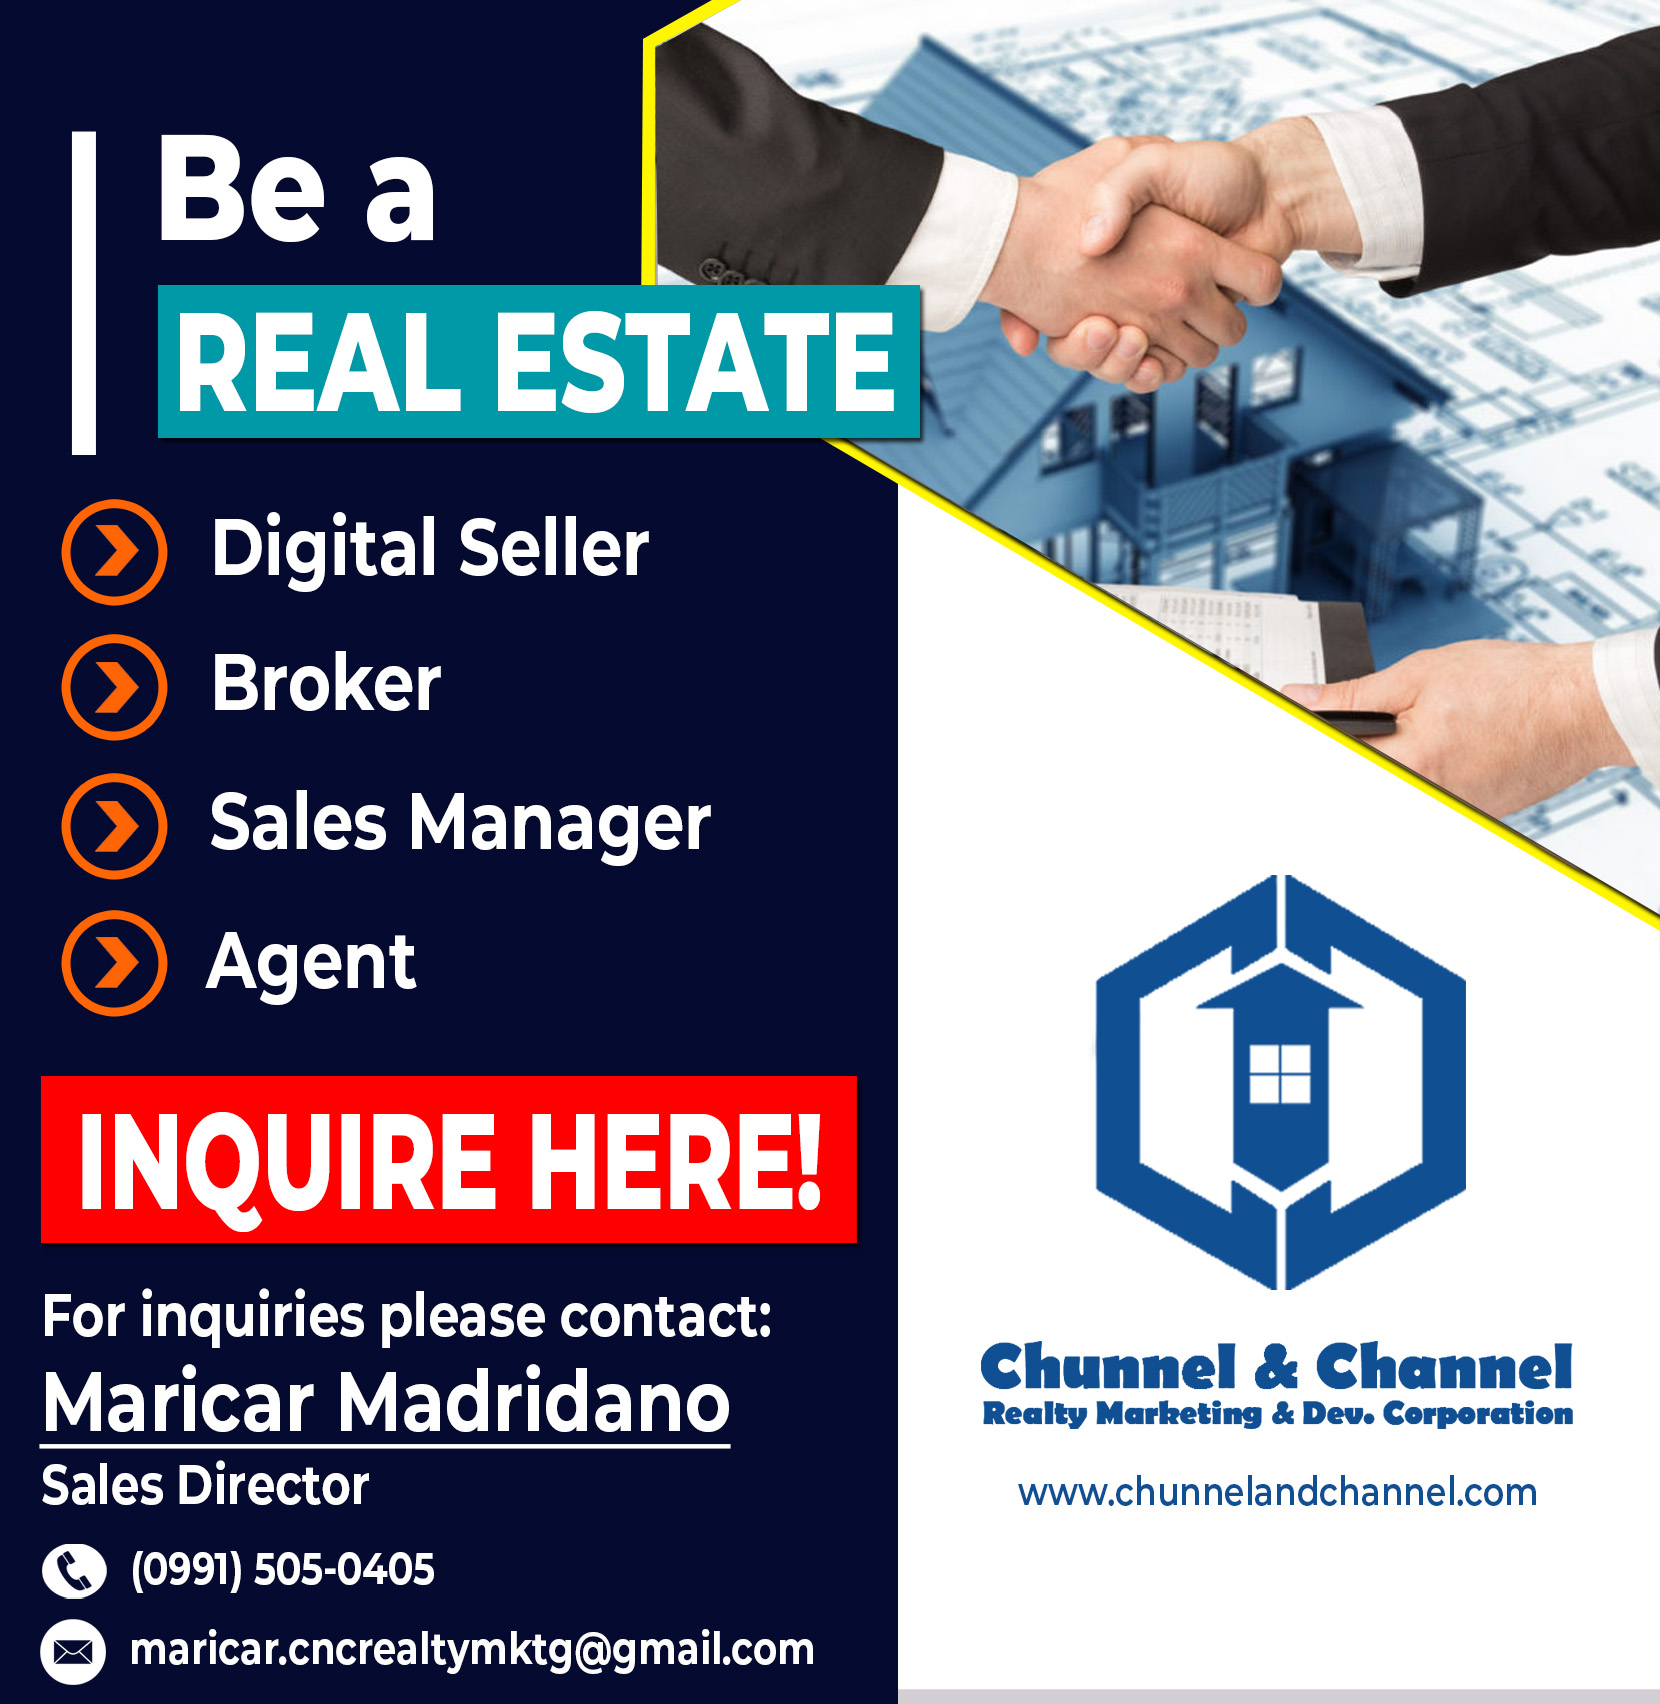 Be a
REAL ESTATE
Digital Seller
Broker
Sales Manager
Agent
INQUIRE HERE!
For inquiries please contact:
Maricar Madridano
Sales Director
(0991) 505-0405
maricar.cncrealtymktg@gmail.com
Chunnel & Channel
Realty Marketing & Dev. Corporation
www.chunnelandchannel.com